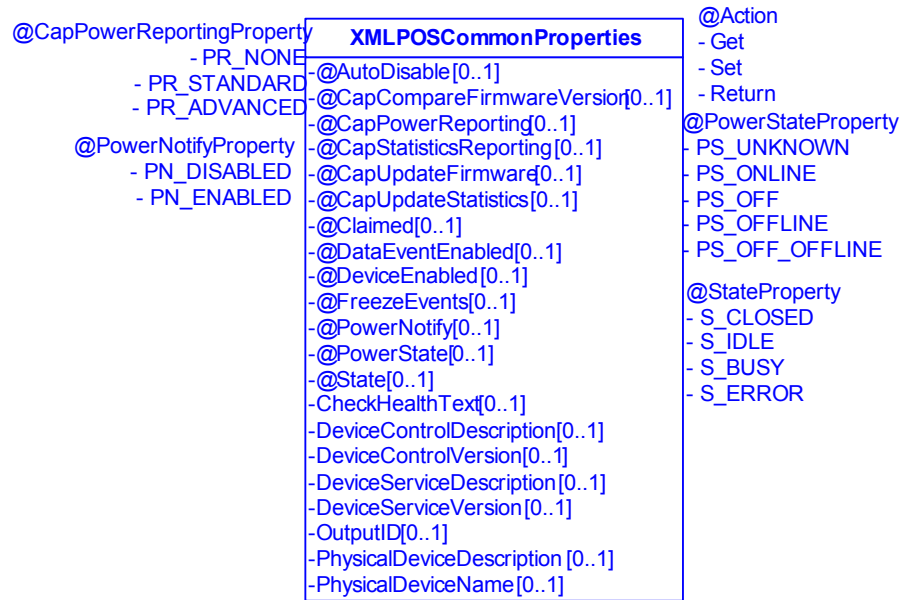 @CapPowerReportingProperty
- PR_NONE
- PR_STANDARD
- PR_ADVANCED
@PowerNotifyProperty
- PN_DISABLED
- PN_ENABLED
XMLPOSCommonProperties
-@AutoDisable[0..1]
-@CapCompareFirmwareVersion[0..1]
-@CapPowerReporting[0..1]
-@CapStatisticsReporting[0..1]
-@CapUpdateFirmware[0..1]
-@CapUpdateStatistics[0..1]
-@Claimed[0..1]
-@DataEventEnabled[0..1]
-@DeviceEnabled[0..1]
-@FreezeEvents[0..1]
-@PowerNotify[0..1]
-@PowerState[0..1]
-@State[0..1]
-CheckHealthText[0..1]
-DeviceControlDescription[0..1]
-DeviceControlVersion[0..1]
-DeviceServiceDescription[0..1]
-DeviceServiceVersion[0..1]
-OutputID[0..1]
-PhysicalDeviceDescription [0..1]
-PhysicalDeviceName[0..1]
@Action
- Get
- Set
- Return
@PowerStateProperty
- PS_UNKNOWN
- PS_ONLINE
- PS_OFF
- PS_OFFLINE
- PS_OFF_OFFLINE
@StateProperty
- S_CLOSED
- S_IDLE
- S_BUSY
- S_ERROR